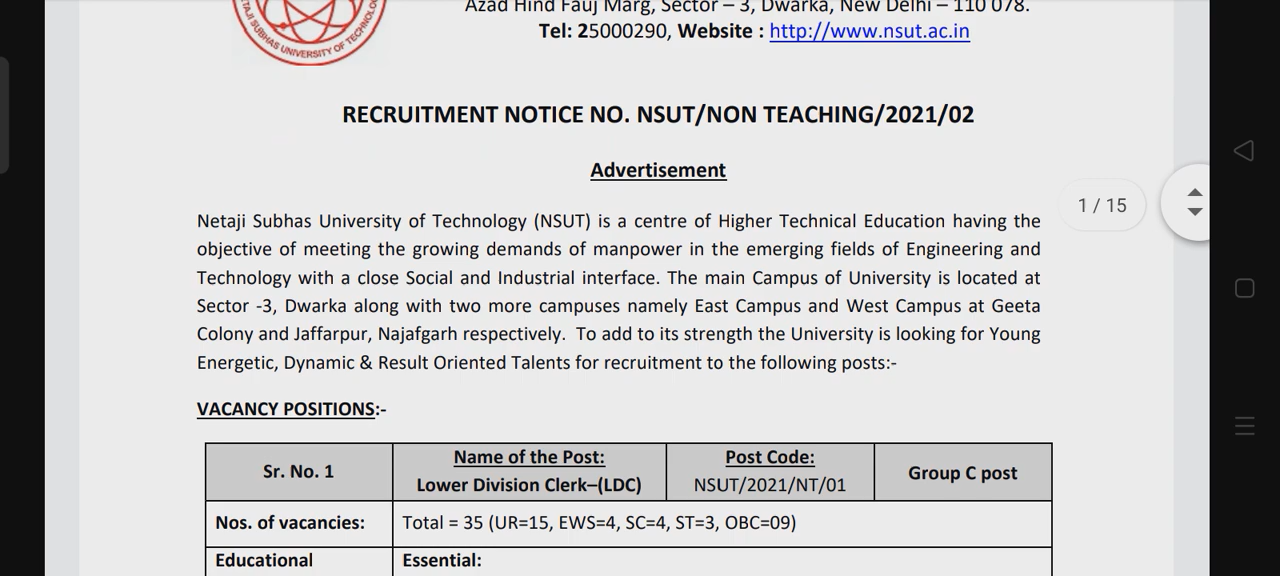 Azad Hind Fauj Marg, Sector – 3, Dwarka, New Delhi – 110 078.
Tel: 25000290, Website : http://www.nsut.ac.in
ETAJI SUBHAS UNIVERSITY OF TECHNOLOGY
RECRUITMENT NOTICE NO. NSUT/NON TEACHING/2021/02
Advertisement
1 / 15
Netaji Subhas University of Technology (NSUT) is a centre of Higher Technical Education having the
objective of meeting the growing demands of manpower in the emerging fields of Engineering and
Technology with a close Social and Industrial interface. The main Campus of University is located at
Sector -3, Dwarka along with two more campuses namely East Campus and West Campus at Geeta
Colony and Jaffarpur, Najafgarh respectively. To add to its strength the University is looking for Young
Energetic, Dynamic & Result Oriented Talents for recruitment to the following posts:-
VACANCY POSITIONS:-
Sr. No. 1
Name of the Post:
Lower Division Clerk–(LDC)
Post Code:
NSUT/2021/NT/01
Group C post
Nos. of vacancies:
Total = 35 (UR=15, EWS=4, SC=4, ST=3, OBC=09)
Educational
Essential: